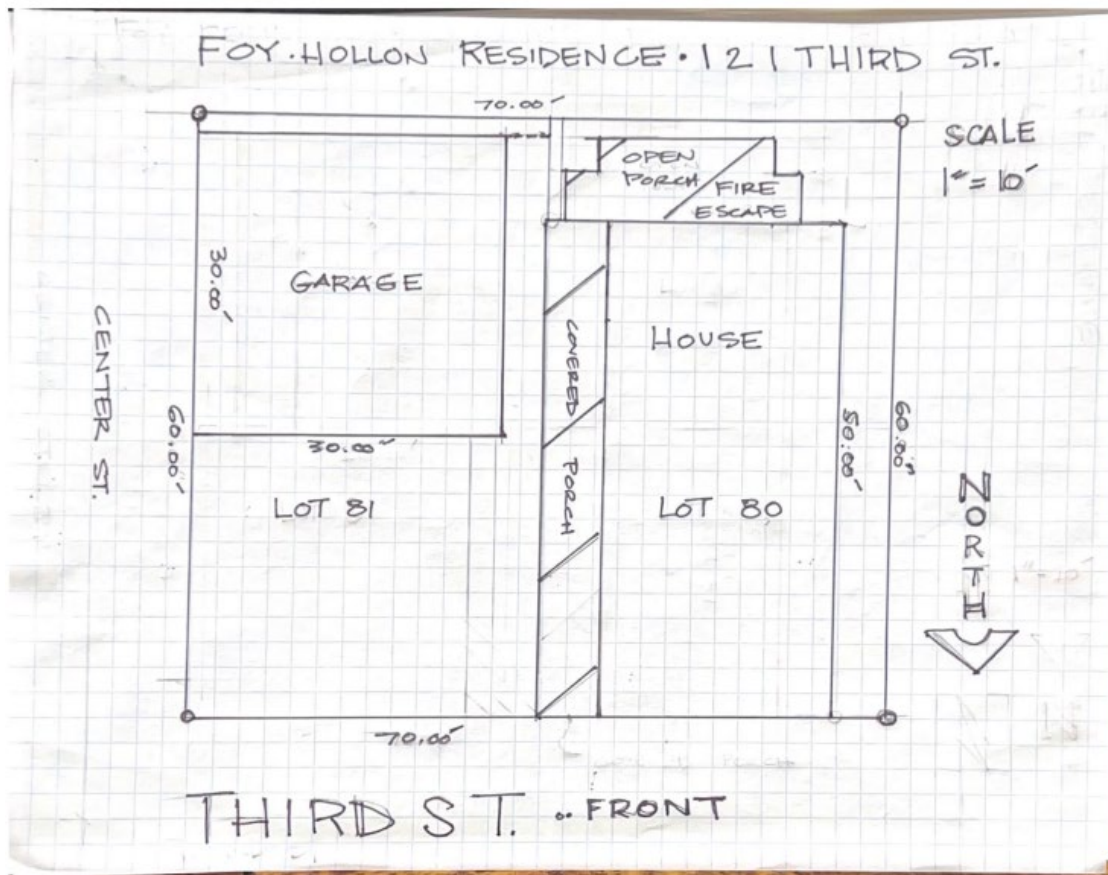 FOY·HOLLON RESIDENCE·121 THIRD ST.
70.00'
SCALE
1"=10'
OPEN
PORCH
FIRE
ESCAPE
30.00'
GARAGE
CENTER ST.
COVERED PORCH
HOUSE
60.00'
30.00'
50.00'
60.00'
LOT 81
LOT 80
NORTH
70.00'
THIRD ST. .. FRONT